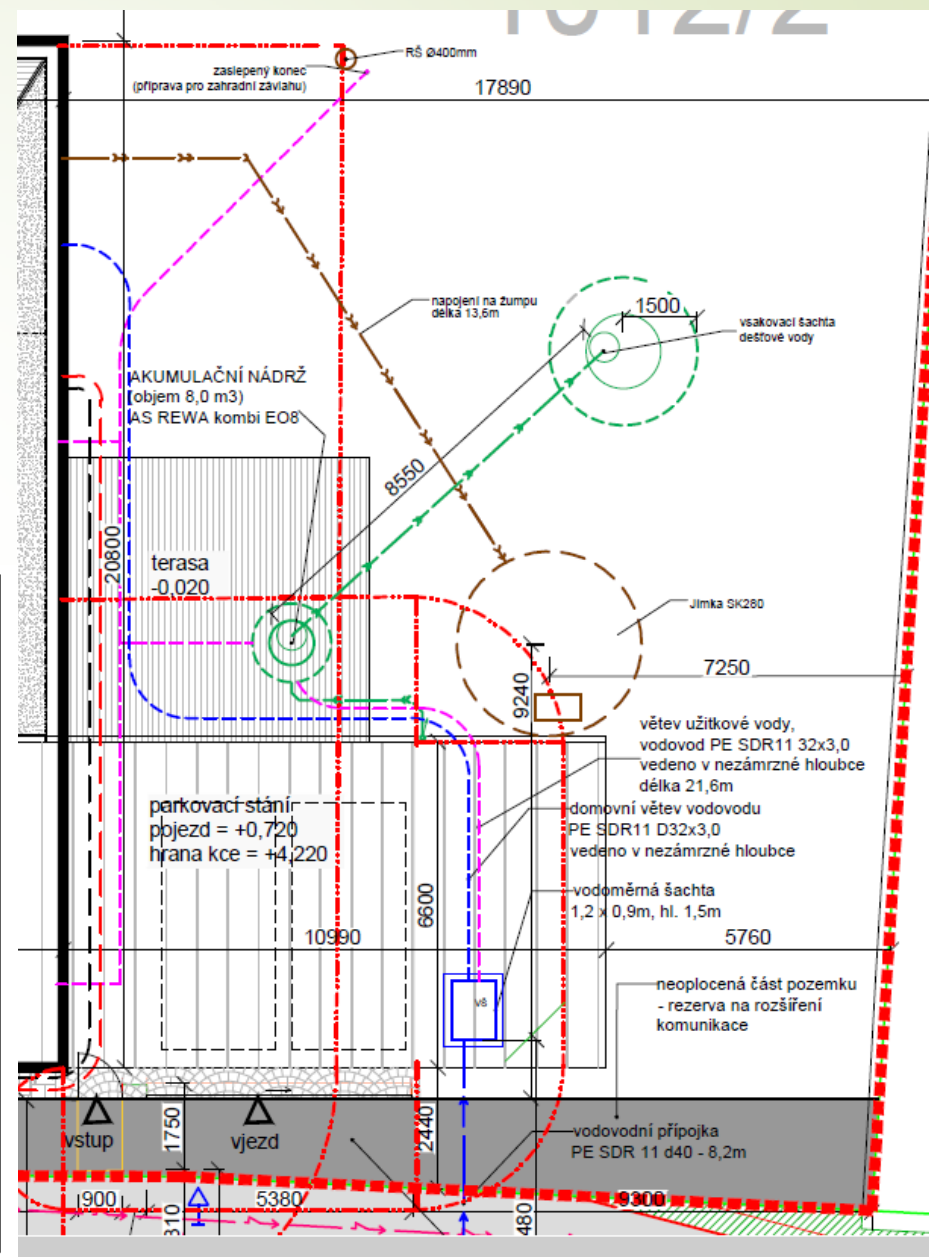 1012/2
RŠ Ø400mm
zaslepený konec
(příprava pro zahradní závlahu)
17890
napojení na žumpu
délka 13,6m
1500
vsakovací šachta
dešťové vody
AKUMULAČNÍ NÁDRŽ
(objem 8,0 m3)
AS REWA kombi EO8
8550
20800
terasa
-0,020
Jímka SK280
7250
9240
větev užitkové vody,
vodovod PE SDR11 32x3,0
vedeno v nezámrzné hloubce
délka 21,6m
parkovací stání
pojezd = +0,720
hrana kce = +4,220
domovní větev vodovodu
PE SDR11 D32x3,0
vedeno v nezámrzné hloubce
6600
vodoměrná šachta
1,2 x 0,9m, hl. 1,5m
10990
5760
VŠ
neoplocená část pozemku
- rezerva na rozšíření
komunikace
vstup
1750
vjezd
2440
vodovodní přípojka
PE SDR 11 d40 - 8,2m
900
5380
9300
310
480